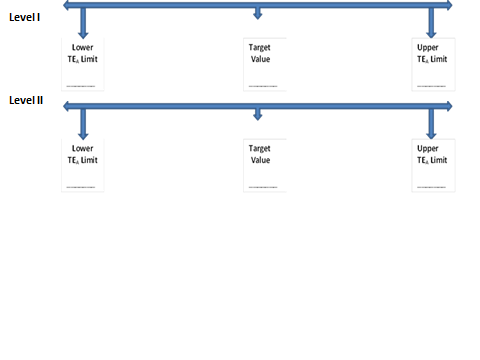 Level I
Lower
TEA Limit
Target
Value
Upper
TEA Limit
Level II
Lower
TEA Limit
Target
Value
Upper
TEA Limit